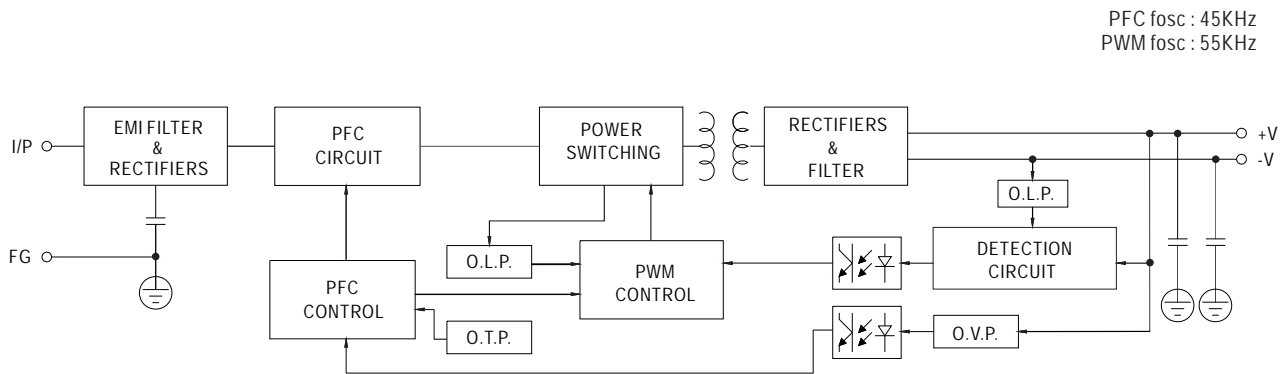 PFC fosc : 45KHz
PWM fosc : 55KHz
I/P
EMI FILTER
&
RECTIFIERS
PFC
CIRCUIT
POWER
SWITCHING
RECTIFIERS
&
FILTER
+V
-V
O.L.P.
FG
O.L.P.
PWM
CONTROL
DETECTION
CIRCUIT
PFC
CONTROL
O.T.P.
O.V.P.